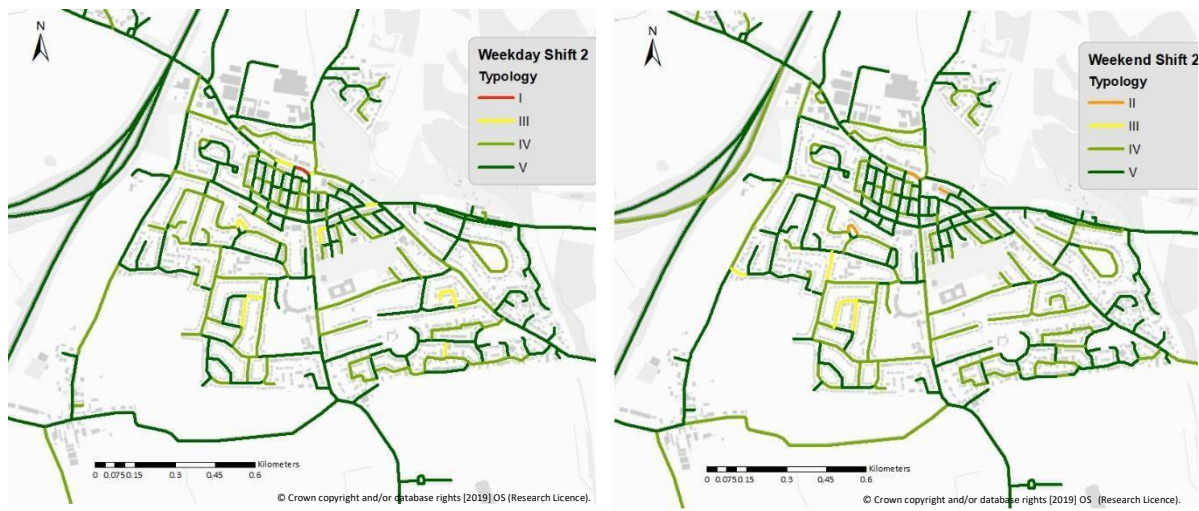 N
Weekday Shift 2
Typology
I
III
IV
V
Kilometers
0 0.075 0.15 0.3 0.45 0.6
© Crown copyright and/or database rights [2019] OS (Research Licence).
N
Weekend Shift 2
Typology
II
III
IV
V
Kilometers
0 0.075 0.15 0.3 0.45 0.6
© Crown copyright and/or database rights [2019] OS (Research Licence).